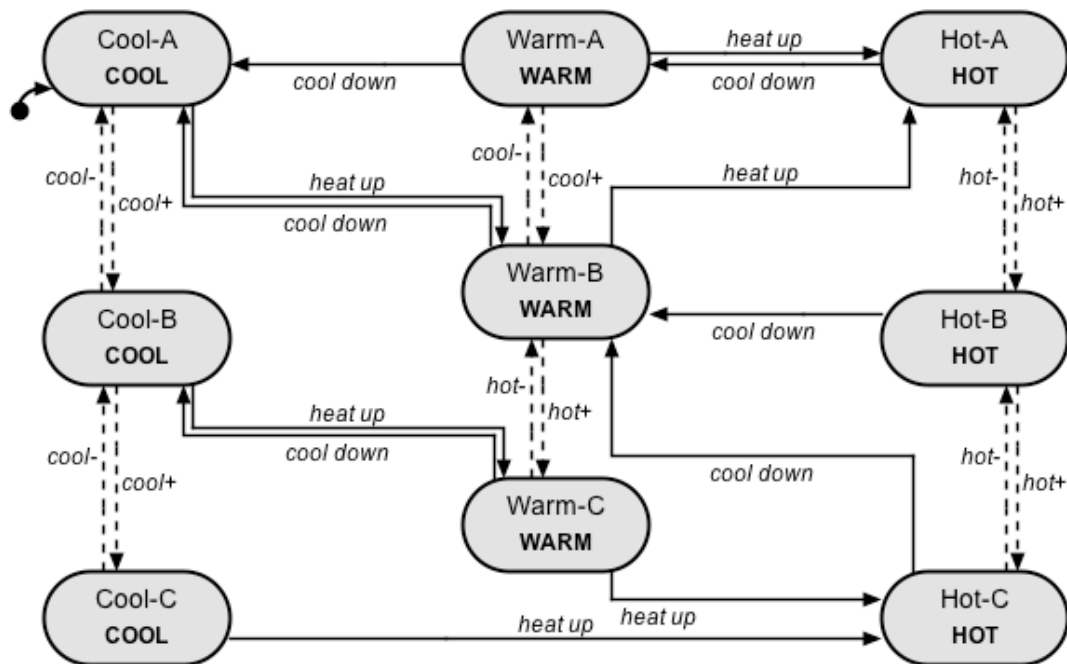 Cool-A
COOL
Warm-A
WARM
Hot-A
HOT
heat up
cool down
cool down
cool-
cool+
cool-
cool+
hot-
hot+
heat up
cool down
heat up
Warm-B
WARM
Cool-B
COOL
Hot-B
HOT
cool down
hot-
hot+
heat up
cool down
cool-
cool+
cool down
hot-
hot+
Warm-C
WARM
Cool-C
COOL
Hot-C
HOT
heat up
heat up